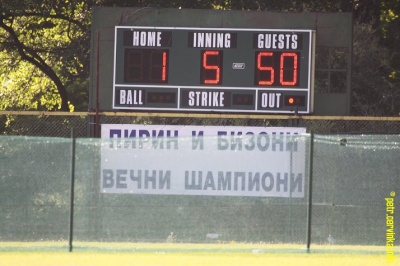 HOME INNING GUESTS
1 5 50
BALL STRIKE OUT
ПИРИН И БИЗОНИ
ВЕЧНИ ШАМПИОНИ